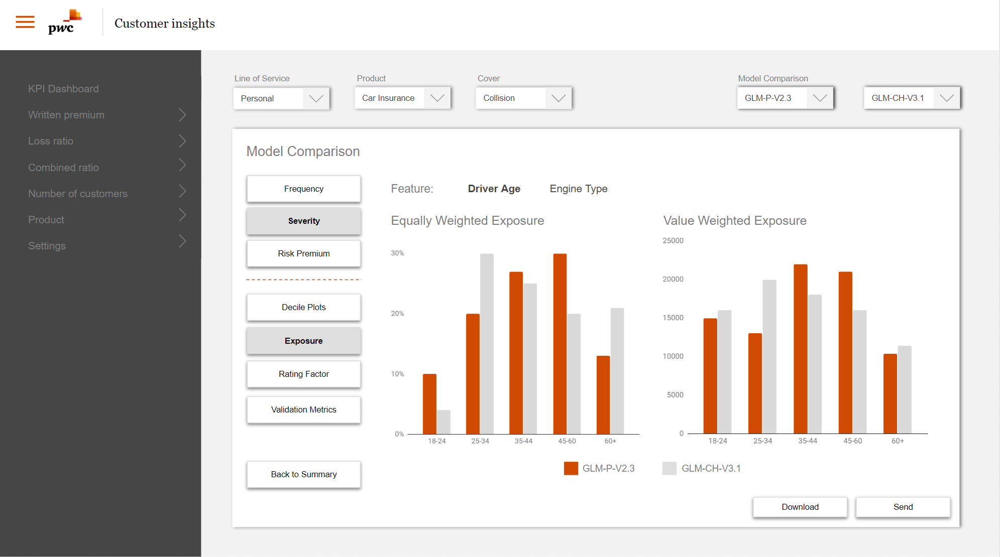 pwc
Customer insights
KPI Dashboard
Written premium
Loss ratio
Combined ratio
Number of customers
Product
Settings
Line of Service
Product
Cover
Model Comparison
Personal
Car Insurance
Collision
GLM-P-V2.3
GLM-CH-V3.1
Model Comparison
Frequency
Severity
Risk Premium
Decile Plots
Exposure
Rating Factor
Validation Metrics
Back to Summary
Feature:
Driver Age
Engine Type
Equally Weighted Exposure
30%
20%
10%
0%
18-24
25-34
35-44
45-60
60+
Value Weighted Exposure
25000
20000
15000
10000
5000
0
18-24
25-34
35-44
45-60
60+
GLM-P-V2.3
GLM-CH-V3.1
Download
Send